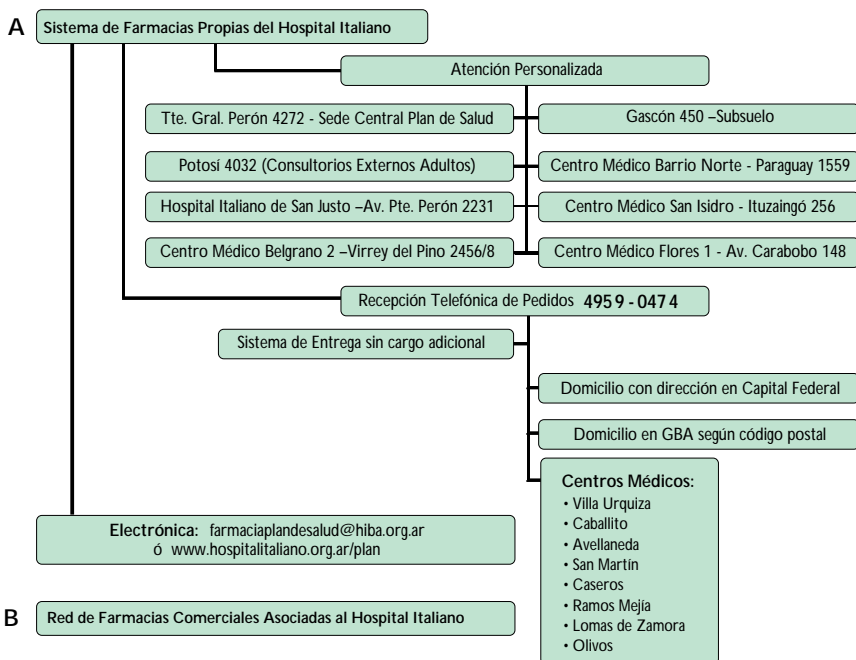 A
Sistema de Farmacias Propias del Hospital Italiano
Atención Personalizada
Tte. Gral. Perón 4272 - Sede Central Plan de Salud
Gascón 450 –Subsuelo
Potosí 4032 (Consultorios Externos Adultos)
Centro Médico Barrio Norte - Paraguay 1559
Hospital Italiano de San Justo –Av. Pte. Perón 2231
Centro Médico San Isidro - Ituzaingó 256
Centro Médico Belgrano 2 –Virrey del Pino 2456/8
Centro Médico Flores 1 - Av. Carabobo 148
Recepción Telefónica de Pedidos 4959-0474
Sistema de Entrega sin cargo adicional
Domicilio con dirección en Capital Federal
Domicilio en GBA según código postal
Centros Médicos:
• Villa Urquiza
• Caballito
• Avellaneda
• San Martín
• Caseros
• Ramos Mejía
• Lomas de Zamora
• Olivos
Electrónica: farmaciaplandesalud@hiba.org.ar
ó www.hospitalitaliano.org.ar/plan
B
Red de Farmacias Comerciales Asociadas al Hospital Italiano